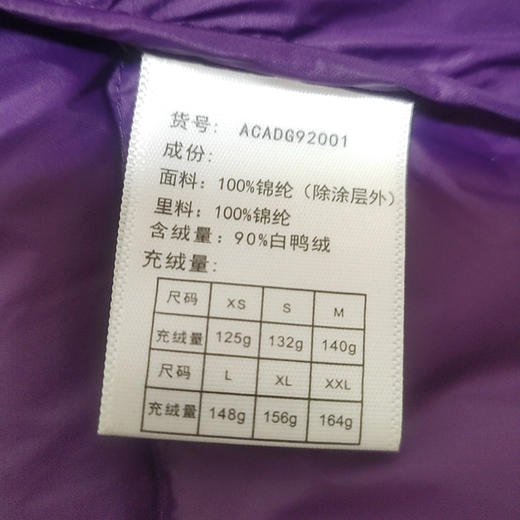 货号: ACADG92001
成份:
面料: 100%锦纶（除涂层外）
里料: 100%锦纶
含绒量: 90%白鸭绒
充绒量:
尺码 XS S M
充绒量 125g 132g 140g
尺码 L XL XXL
充绒量 148g 156g 164g